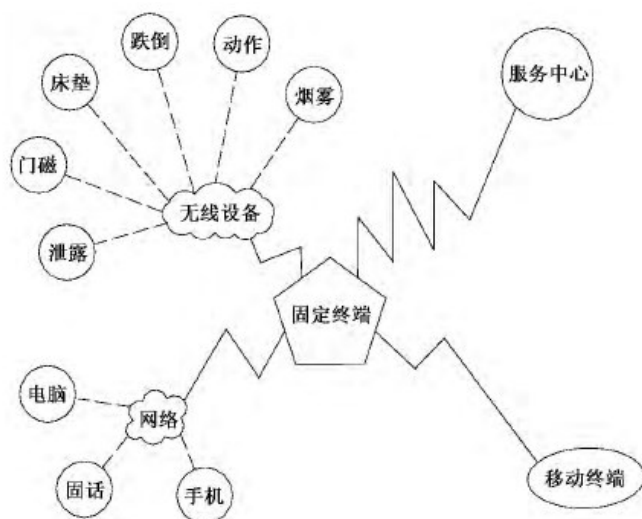 跌倒
动作
床垫
烟雾
服务中心
门磁
无线设备
泄露
固定终端
电脑
网络
固话
手机
移动终端